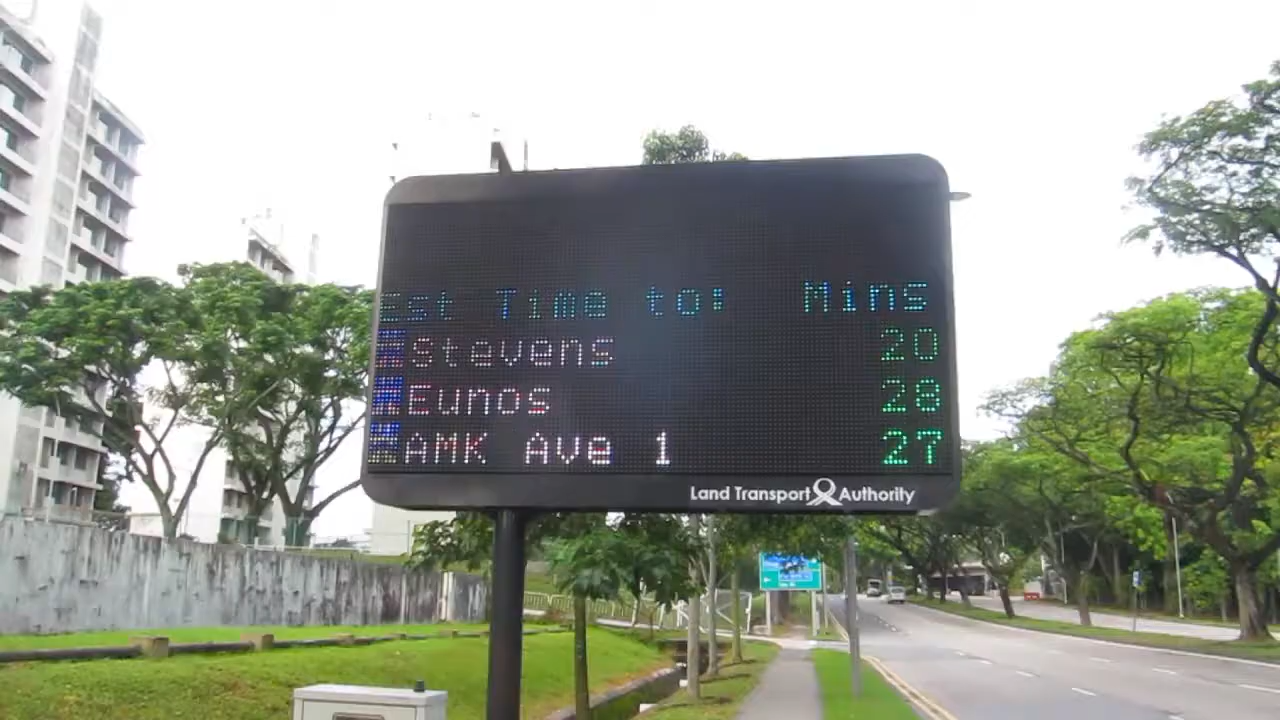 Est Time to: Mins
Stevens 20
Eunos 28
AMK Ave 1 27
Land Transport Authority